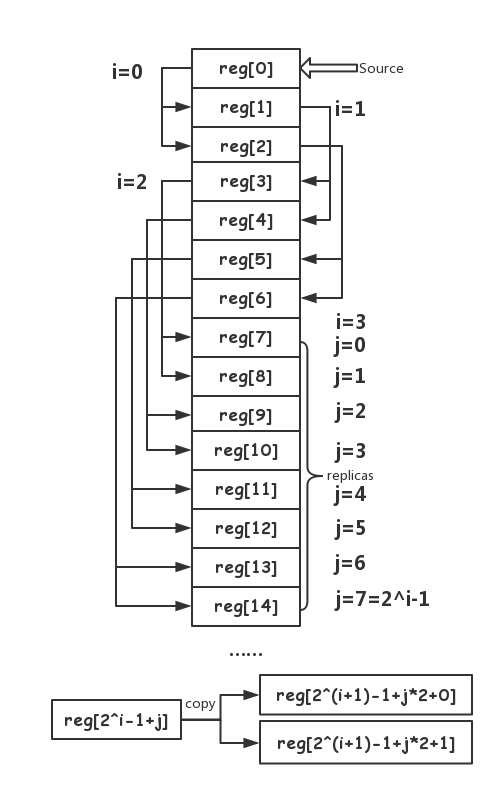 i=0
reg[0]
Source
reg[1]
i=1
reg[2]
i=2
reg[3]
reg[4]
reg[5]
reg[6]
i=3
reg[7]
j=0
reg[8]
j=1
reg[9]
j=2
reg[10]
j=3
replicas
reg[11]
j=4
reg[12]
j=5
reg[13]
j=6
reg[14]
j=7=2^i-1
......
reg[2^i-1+j]
copy
reg[2^(i+1)-1+j*2+0]
reg[2^(i+1)-1+j*2+1]